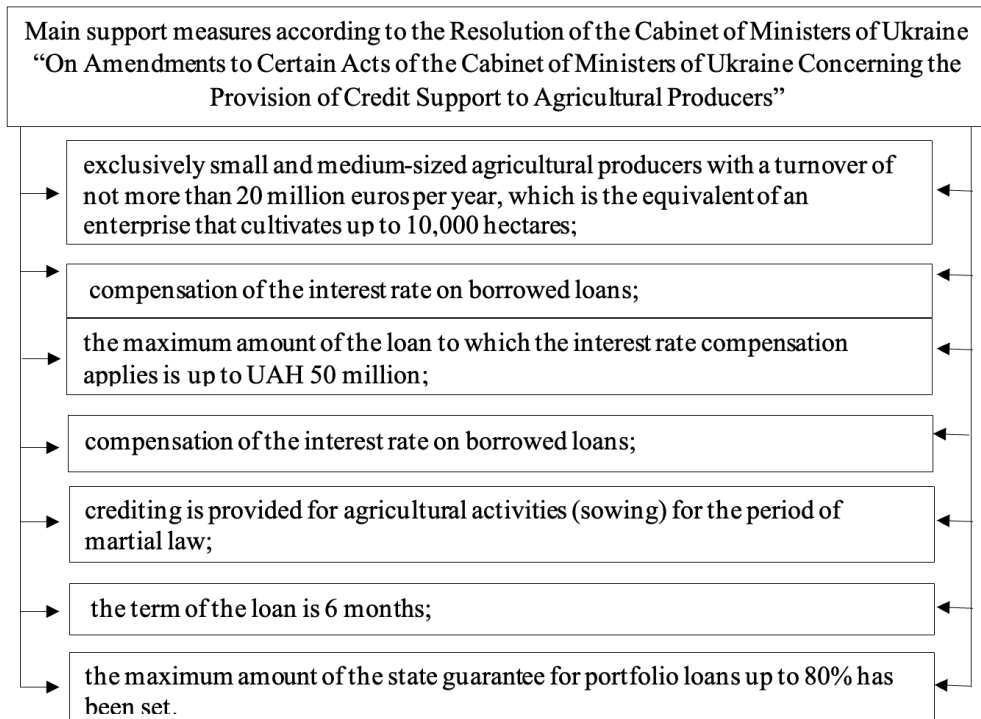 Main support measures according to the Resolution of the Cabinet of Ministers of Ukraine
“On Amendments to Certain Acts of the Cabinet of Ministers of Ukraine Concerning the
Provision of Credit Support to Agricultural Producers”
exclusively small and medium-sized agricultural producers with a turnover of
not more than 20 million euros per year, which is the equivalent of an
enterprise that cultivates up to 10,000 hectares;
compensation of the interest rate on borrowed loans;
the maximum amount of the loan to which the interest rate compensation
applies is up to UAH 50 million;
compensation of the interest rate on borrowed loans;
crediting is provided for agricultural activities (sowing) for the period of
martial law;
the term of the loan is 6 months;
the maximum amount of the state guarantee for portfolio loans up to 80% has
been set.